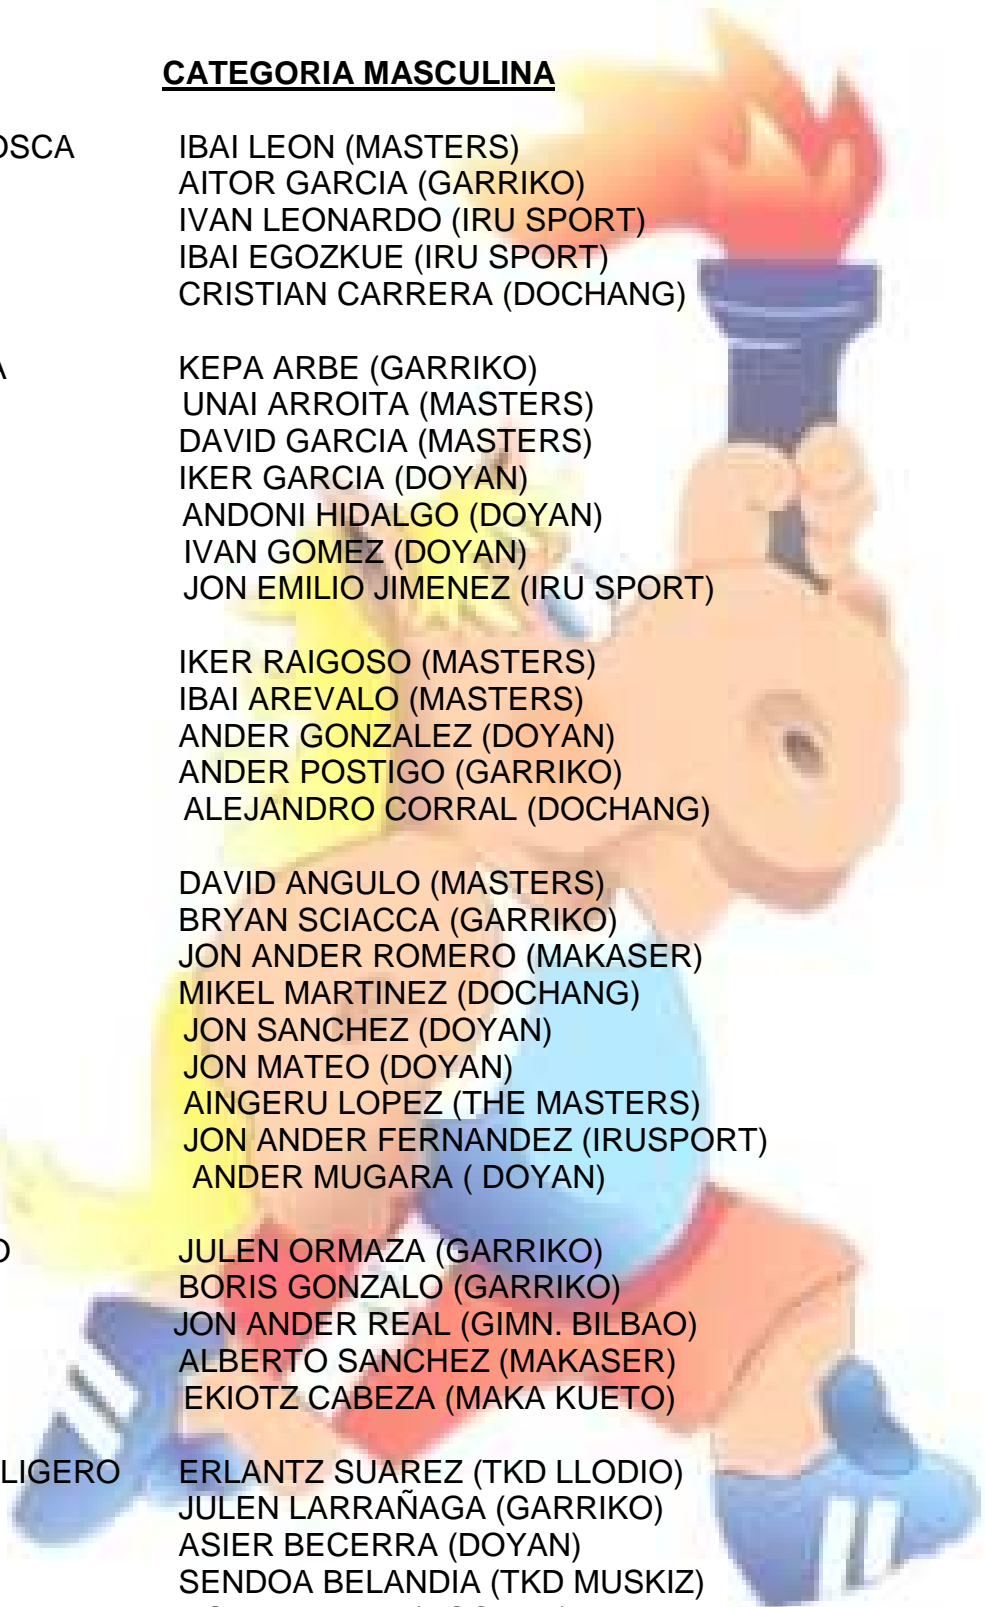 CATEGORIA MASCULINA
OSCA IBAI LEON (MASTERS)
AITOR GARCIA (GARRIKO)
IVAN LEONARDO (IRU SPORT)
IBAI EGOZKUE (IRU SPORT)
CRISTIAN CARRERA (DOCHANG)
A KEPA ARBE (GARRIKO)
UNAI ARROITA (MASTERS)
DAVID GARCIA (MASTERS)
IKER GARCIA (DOYAN)
ANDONI HIDALGO (DOYAN)
IVAN GOMEZ (DOYAN)
JON EMILIO JIMENEZ (IRU SPORT)
IKER RAIGOSO (MASTERS)
IBAI AREVALO (MASTERS)
ANDER GONZALEZ (DOYAN)
ANDER POSTIGO (GARRIKO)
ALEJANDRO CORRAL (DOCHANG)
DAVID ANGULO (MASTERS)
BRYAN SCIACCA (GARRIKO)
JON ANDER ROMERO (MAKASER)
MIKEL MARTINEZ (DOCHANG)
JON SANCHEZ (DOYAN)
JON MATEO (DOYAN)
AINGERU LOPEZ (THE MASTERS)
JON ANDER FERNANDEZ (IRUSPORT)
ANDER MUGARA ( DOYAN)
O JULEN ORMAZA (GARRIKO)
BORIS GONZALO (GARRIKO)
JON ANDER REAL (GIMN. BILBAO)
ALBERTO SANCHEZ (MAKASER)
EKIOTZ CABEZA (MAKA KUETO)
LIGERO ERLANTZ SUAREZ (TKD LLODIO)
JULEN LARRAÑAGA (GARRIKO)
ASIER BECERRA (DOYAN)
SENDOA BELANDIA (TKD MUSKIZ)